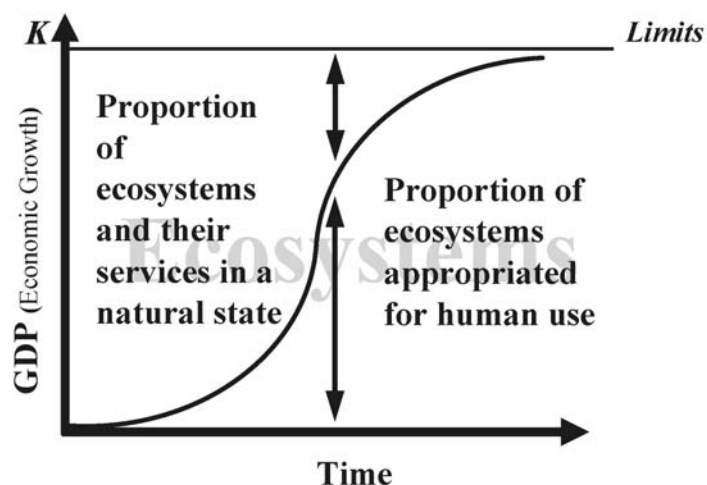 K
Limits
Proportion
of
ecosystems
and their
services in a
natural state
Proportion of
ecosystems
appropriated
for human use
Ecosystems
GDP (Economic Growth)
Time